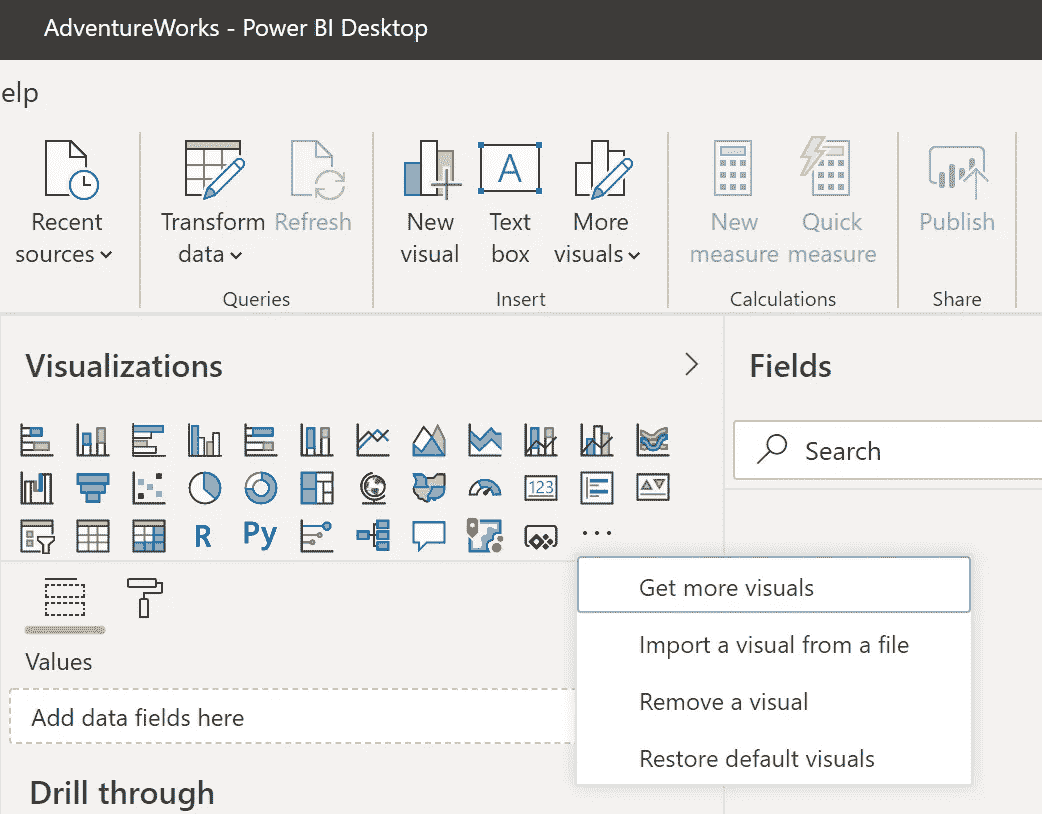 AdventureWorks - Power BI Desktop
elp
Recent
sources
Transform
data
Refresh
Queries
New
visual
Text
box
More
visuals
Insert
New
measure
Quick
measure
Calculations
Publish
Share
Visualizations
Fields
Search
123
R
Py
...
Get more visuals
Import a visual from a file
Remove a visual
Restore default visuals
Values
Add data fields here
Drill through